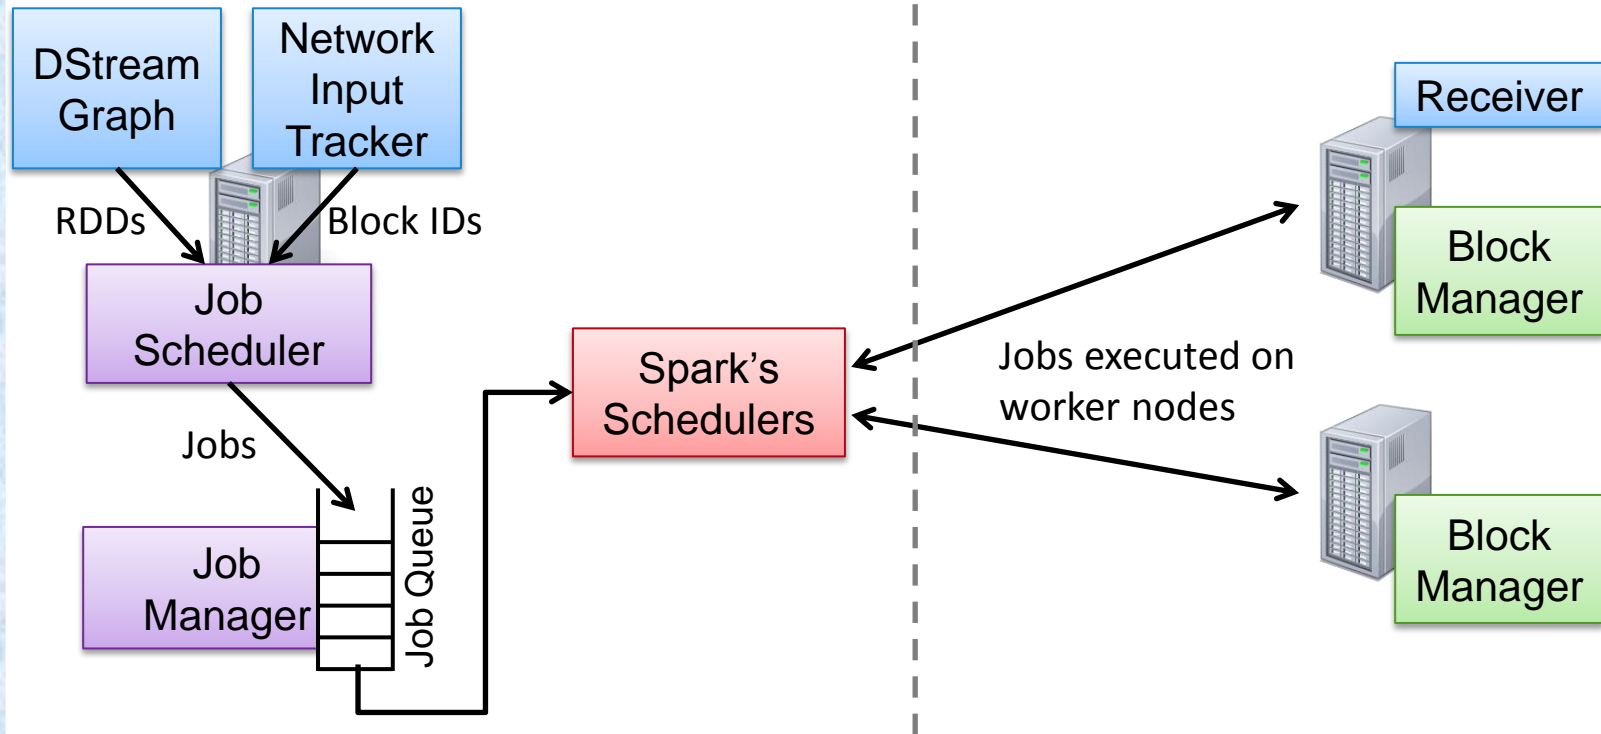 DStream
Graph
Network
Input
Tracker
RDDs
Block IDs
Job
Scheduler
Jobs
Job
Manager
Job Queue
Spark’s
Schedulers
Jobs executed on
worker nodes
Receiver
Block
Manager
Block
Manager